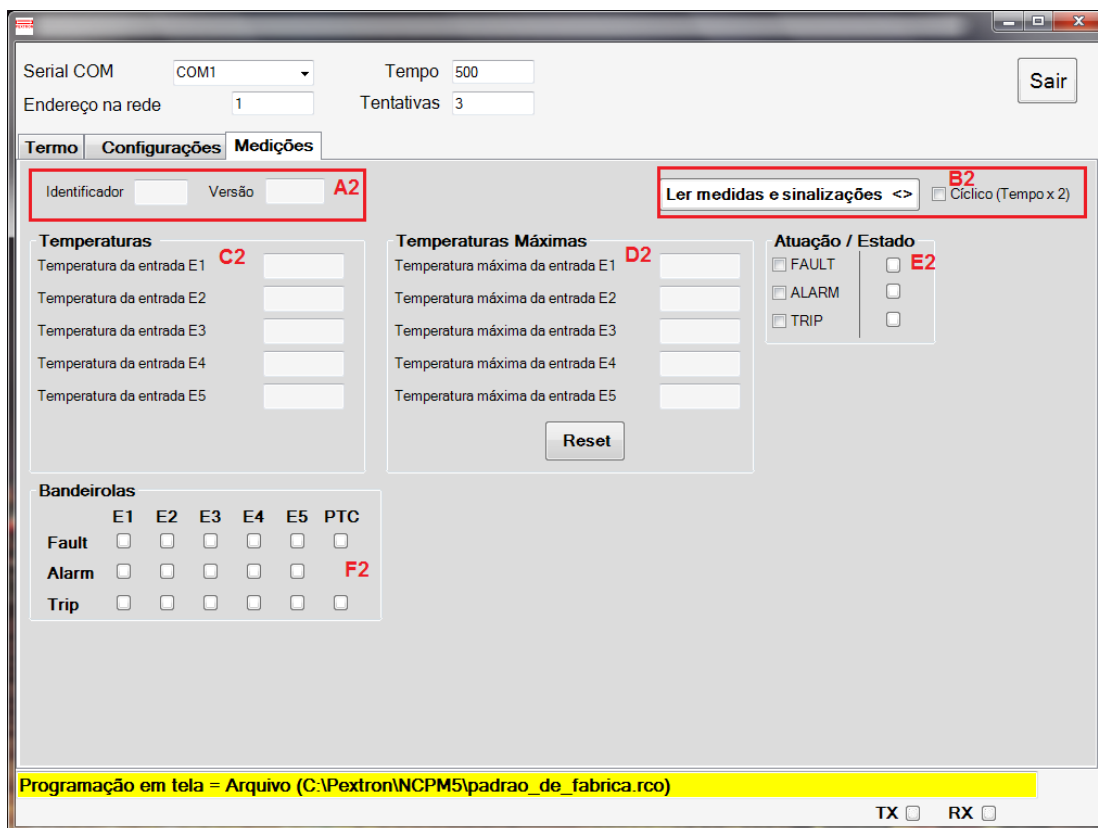 Serial COM COM1 Tempo 500 Sair
Endereço na rede 1 Tentativas 3
Termo Configurações Medições
Identificador Versão A2 Ler medidas e sinalizações <> B2 Cíclico (Tempo x 2)
Temperaturas C2
Temperatura da entrada E1
Temperatura da entrada E2
Temperatura da entrada E3
Temperatura da entrada E4
Temperatura da entrada E5
Temperaturas Máximas D2
Temperatura máxima da entrada E1
Temperatura máxima da entrada E2
Temperatura máxima da entrada E3
Temperatura máxima da entrada E4
Temperatura máxima da entrada E5
Reset
Atuação / Estado
FAULT E2
ALARM
TRIP
Bandeirolas
E1 E2 E3 E4 E5 PTC
Fault
Alarm F2
Trip
Programação em tela = Arquivo (C:\Pextron\NCPM5\padrao_de_fabrica.rco)
TX RX